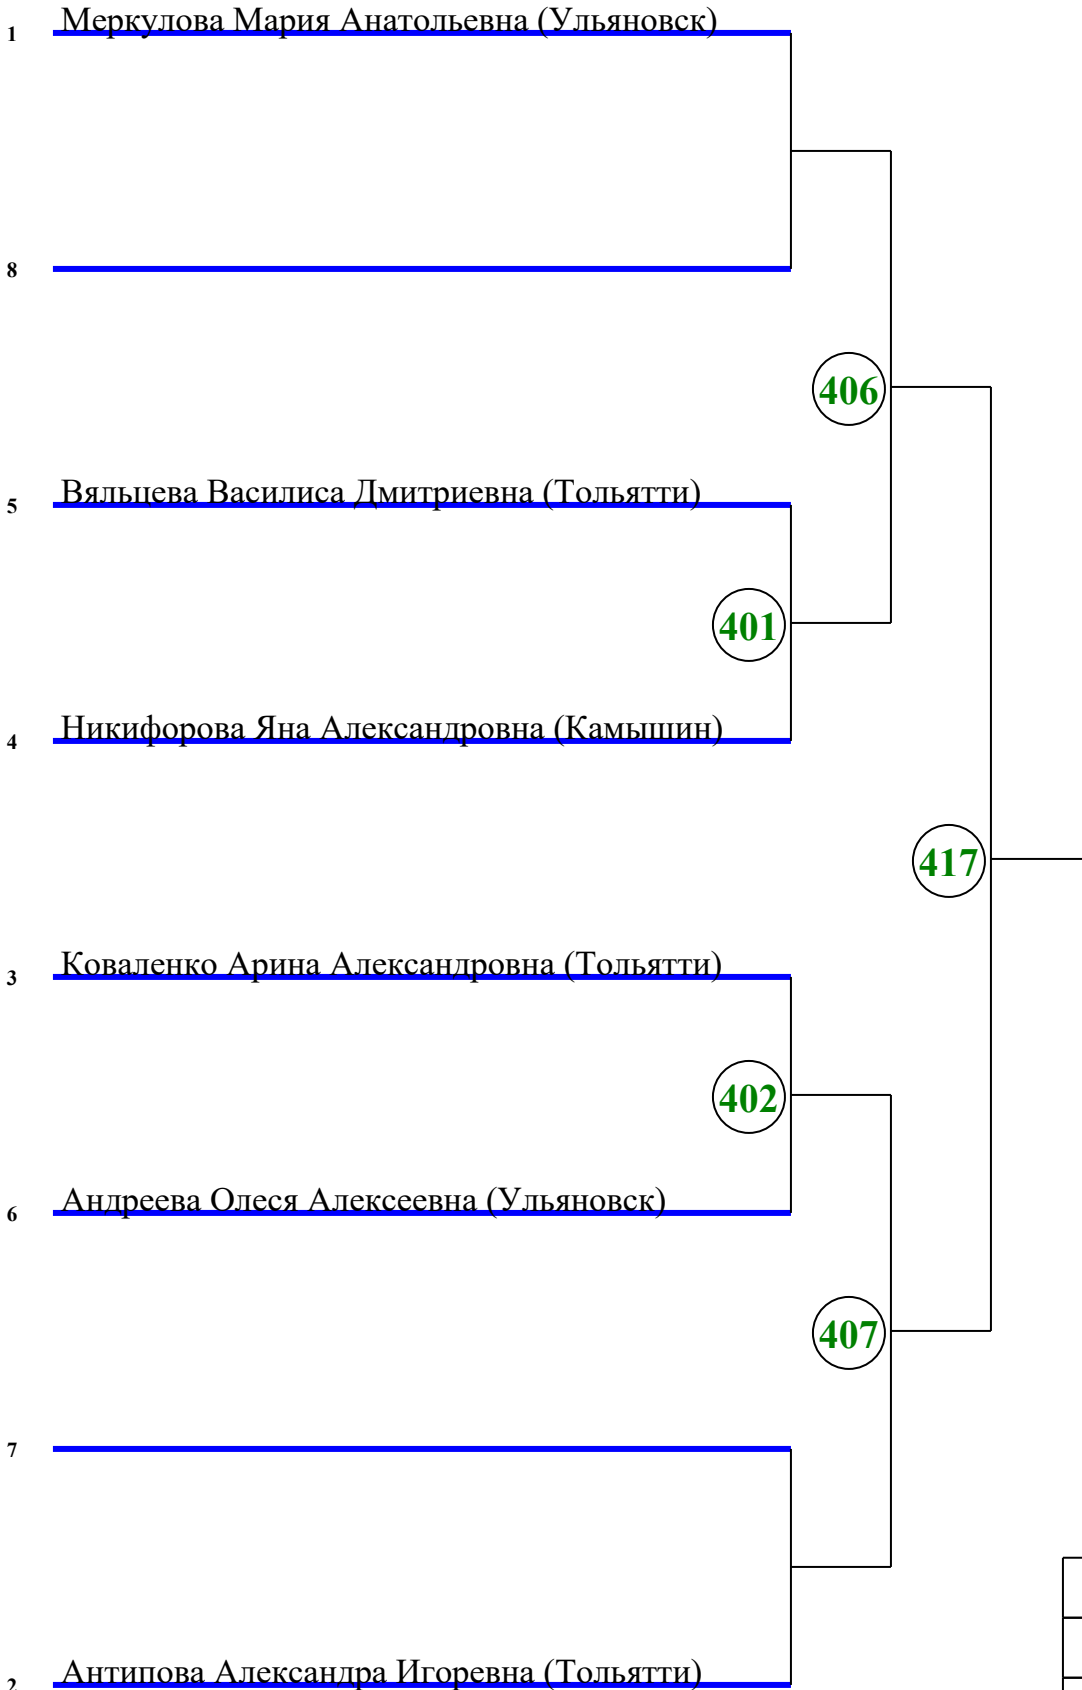 1 Меркулова Мария Анатольевна (Ульяновск)
8
406
5 Вяльцева Василиса Дмитриевна (Тольятти)
401
4 Никифорова Яна Александровна (Камышин)
417
3 Коваленко Арина Александровна (Тольятти)
402
6 Андреева Олеся Алексеевна (Ульяновск)
407
7
2 Антипова Александра Игоревна (Тольятти)